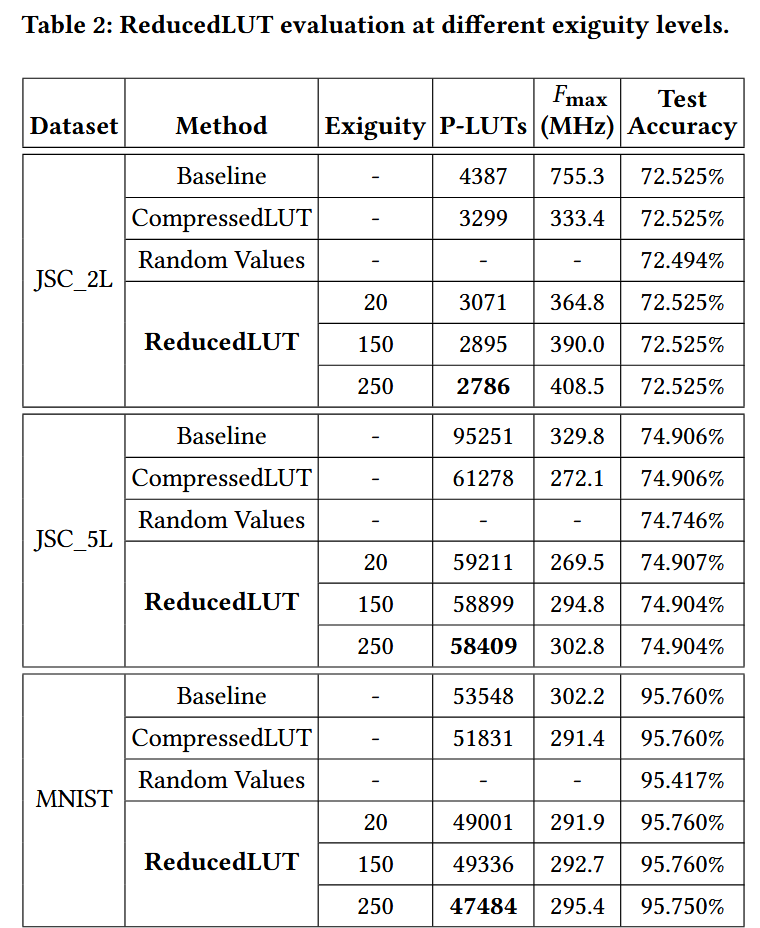 Table 2: ReducedLUT evaluation at different exiguity levels.
Dataset Method Exiguity P-LUTs Fmax (MHz) Test Accuracy
JSC_2L
Baseline - 4387 755.3 72.525%
CompressedLUT - 3299 333.4 72.525%
Random Values - - - 72.494%
ReducedLUT
20 3071 364.8 72.525%
150 2895 390.0 72.525%
250 2786 408.5 72.525%
JSC_5L
Baseline - 95251 329.8 74.906%
CompressedLUT - 61278 272.1 74.906%
Random Values - - - 74.746%
ReducedLUT
20 59211 269.5 74.907%
150 58899 294.8 74.904%
250 58409 302.8 74.904%
MNIST
Baseline - 53548 302.2 95.760%
CompressedLUT - 51831 291.4 95.760%
Random Values - - - 95.417%
ReducedLUT
20 49001 291.9 95.760%
150 49336 292.7 95.760%
250 47484 295.4 95.750%